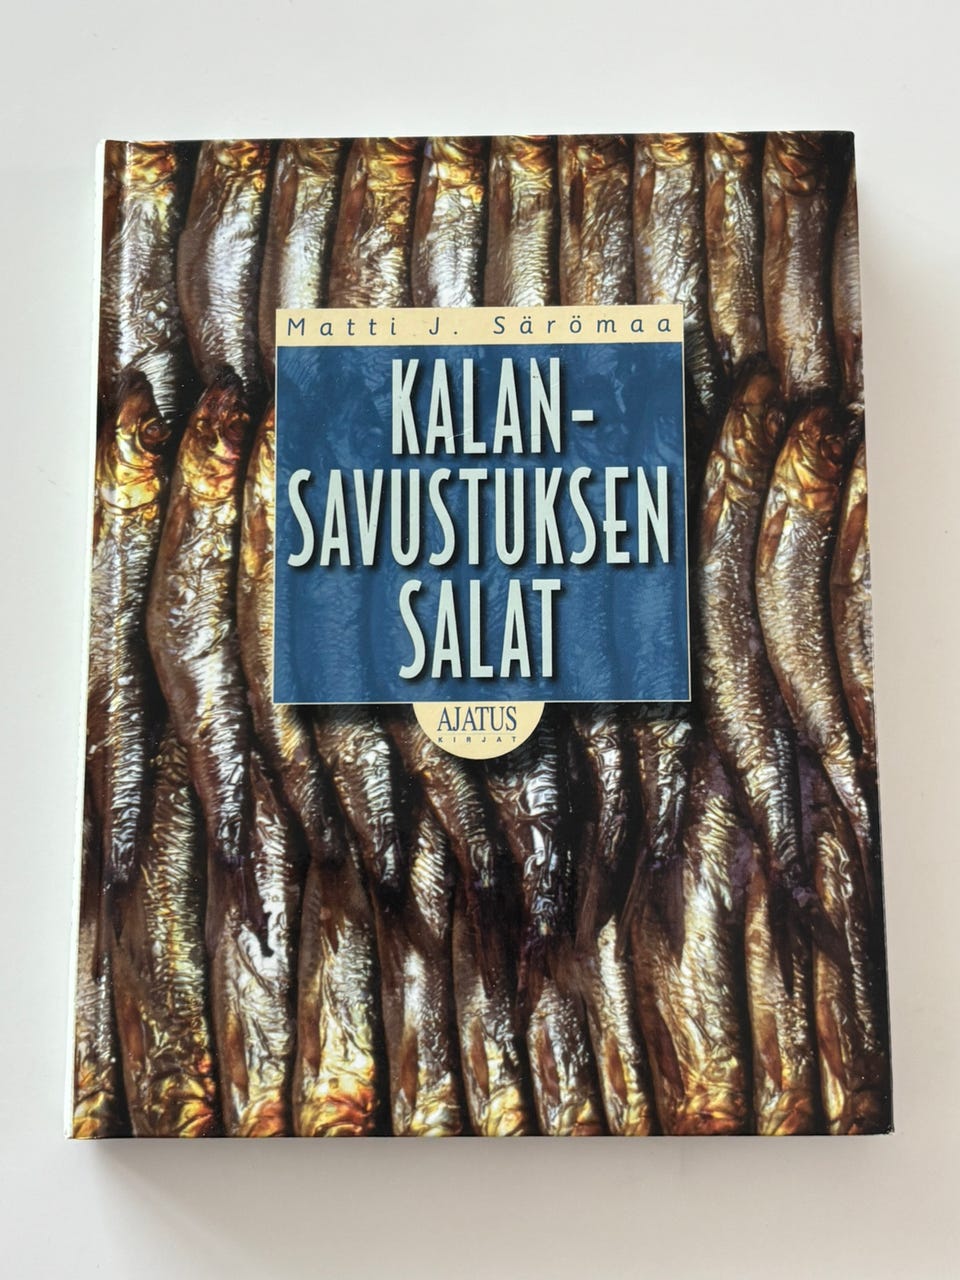 Matti J. Särömaa
KALAN-
SAVUSTUKSEN
SALAT
AJATUS
KIRJAT